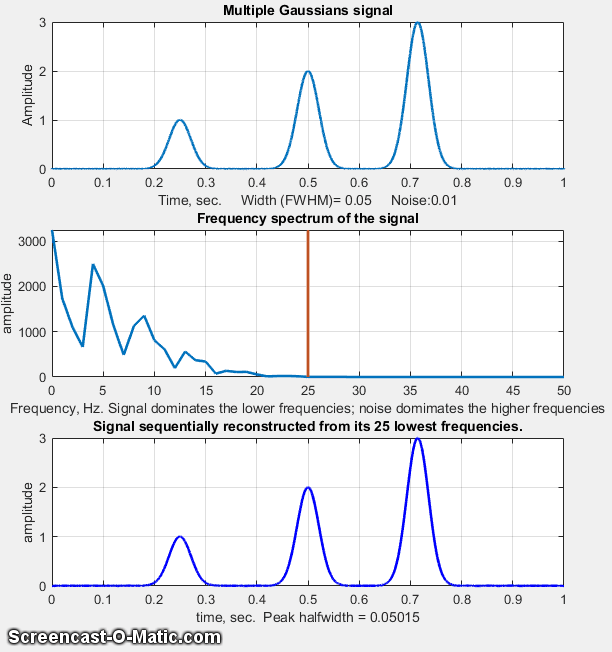 Multiple Gaussians signal
3
2
1
0
Amplitude
0 0.1 0.2 0.3 0.4 0.5 0.6 0.7 0.8 0.9 1
Time, sec. Width (FWHM)= 0.05 Noise:0.01
Frequency spectrum of the signal
3000
2000
1000
0
amplitude
0 5 10 15 20 25 30 35 40 45 50
Frequency, Hz. Signal dominates the lower frequencies; noise domimates the higher frequencies
Signal sequentially reconstructed from its 25 lowest frequencies.
3
2
1
0
amplitude
0 0.1 0.2 0.3 0.4 0.5 0.6 0.7 0.8 0.9 1
time, sec. Peak halfwidth = 0.05015
Screencast-O-Matic.com